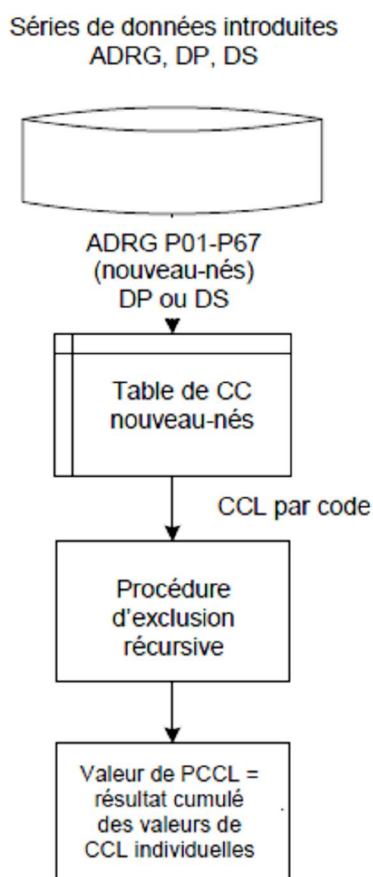 Séries de données introduites
ADRG, DP, DS
ADRG P01-P67
(nouveau-nés)
DP ou DS
Table de CC
nouveau-nés
CCL par code
Procédure
d'exclusion
récursive
Valeur de PCCL =
résultat cumulé
des valeurs de
CCL individuelles